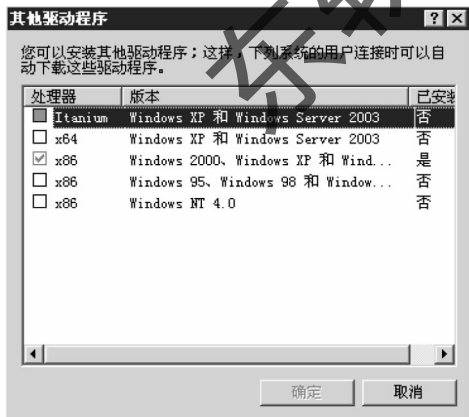 其他驱动程序
您可以安装其他驱动程序；这样，下列系统的用户连接时可以自
动下载这些驱动程序。
处理器 版本 已安装
Itanium Windows XP 和 Windows Server 2003 否
x64 Windows XP 和 Windows Server 2003 否
x86 Windows 2000、Windows XP 和 Wind... 是
x86 Windows 95、Windows 98 和 Window... 否
x86 Windows NT 4.0 否
确定 取消